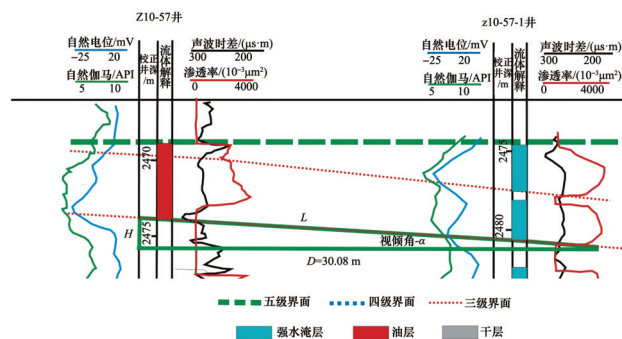 Z10-57井
z10-57-1井
自然电位/mV
-25 20
自然伽马/API
5 10
校正井深/m
流体解释
声波时差/(μs·m)
300 200
渗透率/(10⁻³μm²)
0 4000
自然电位/mV
-25 20
自然伽马/API
5 10
校正井深/m
流体解释
声波时差/(μs·m)
300 200
渗透率/(10⁻³μm²)
0 4000
2470
2475
2475
2480
H
L
视倾角-α
D=30.08 m
五级界面 四级界面 三级界面
强水淹层 油层 干层